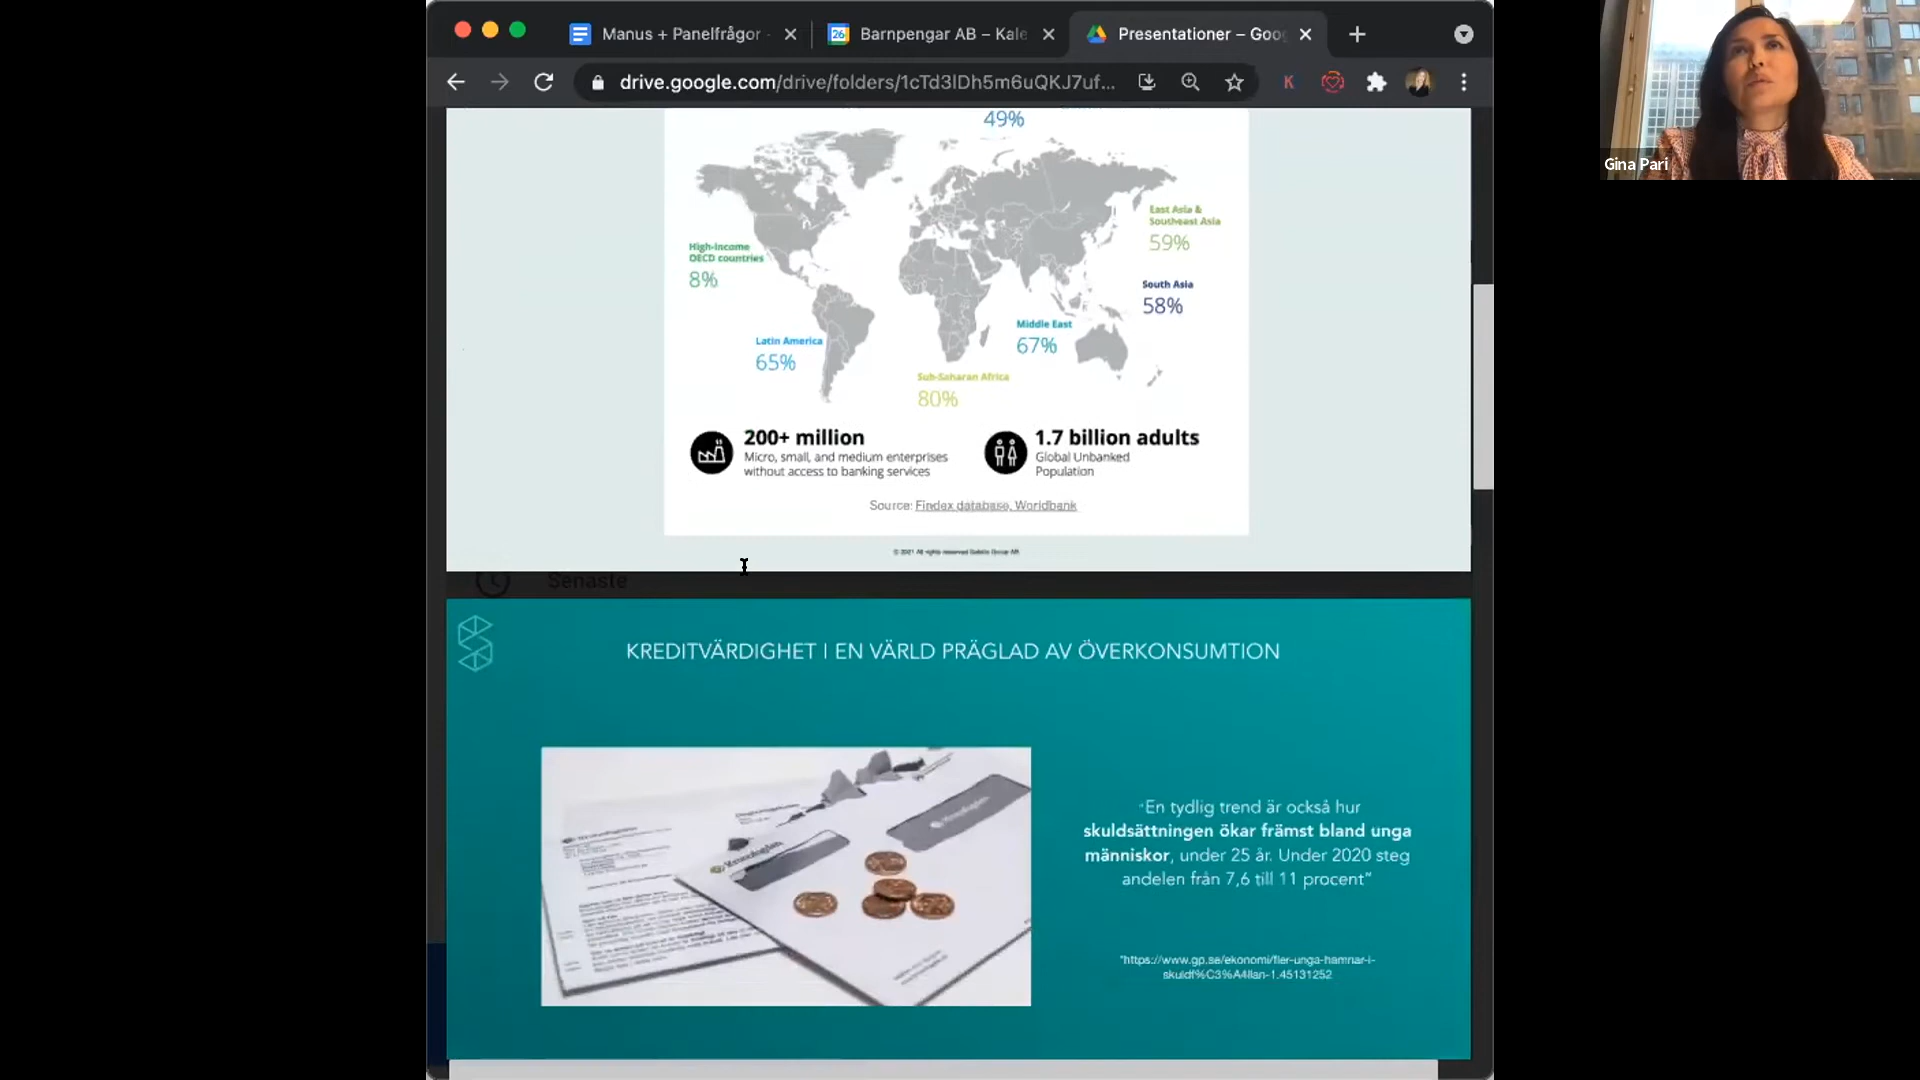 Manus + Panelfrågor
Barnpengar AB – Kale
Presentationer – Goo
drive.google.com/drive/folders/1cTd3lDh5m6uQKJ7uf...
K
Gina Pari
49%
East Asia &
Southeast Asia
59%
High-Income
OECD countries
8%
South Asia
58%
Middle East
67%
Latin America
65%
Sub-Saharan Africa
80%
200+ million
Micro, small, and medium enterprises
without access to banking services
1.7 billion adults
Global Unbanked
Population
Source: Findex database, Worldbank
Senaste
KREDITVÄRDIGHET I EN VÄRLD PRÄGLAD AV ÖVERKONSUMTION
"En tydlig trend är också hur
skuldsättningen ökar främst bland unga
människor, under 25 år. Under 2020 steg
andelen från 7,6 till 11 procent"
Kronofogden
Kronofogden
"https://www.gp.se/ekonomi/fler-unga-hamnar-i-
skuldf%C3%A4llan-1.45131252